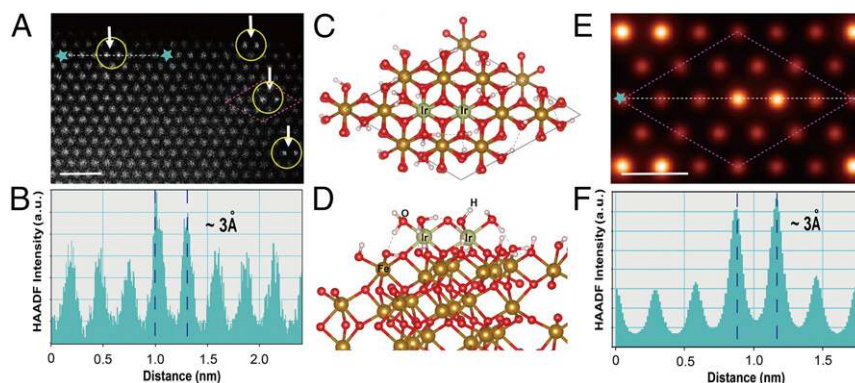 A
C
Ir
Ir
E
B
HAADF Intensity (a.u.)
~ 3Å
0.0
0.5
1.0
1.5
2.0
Distance (nm)
D
O
H
Ir
Ir
Fe
F
HAADF Intensity (a.u.)
~ 3Å
0
0.5
1.0
1.5
Distance (nm)